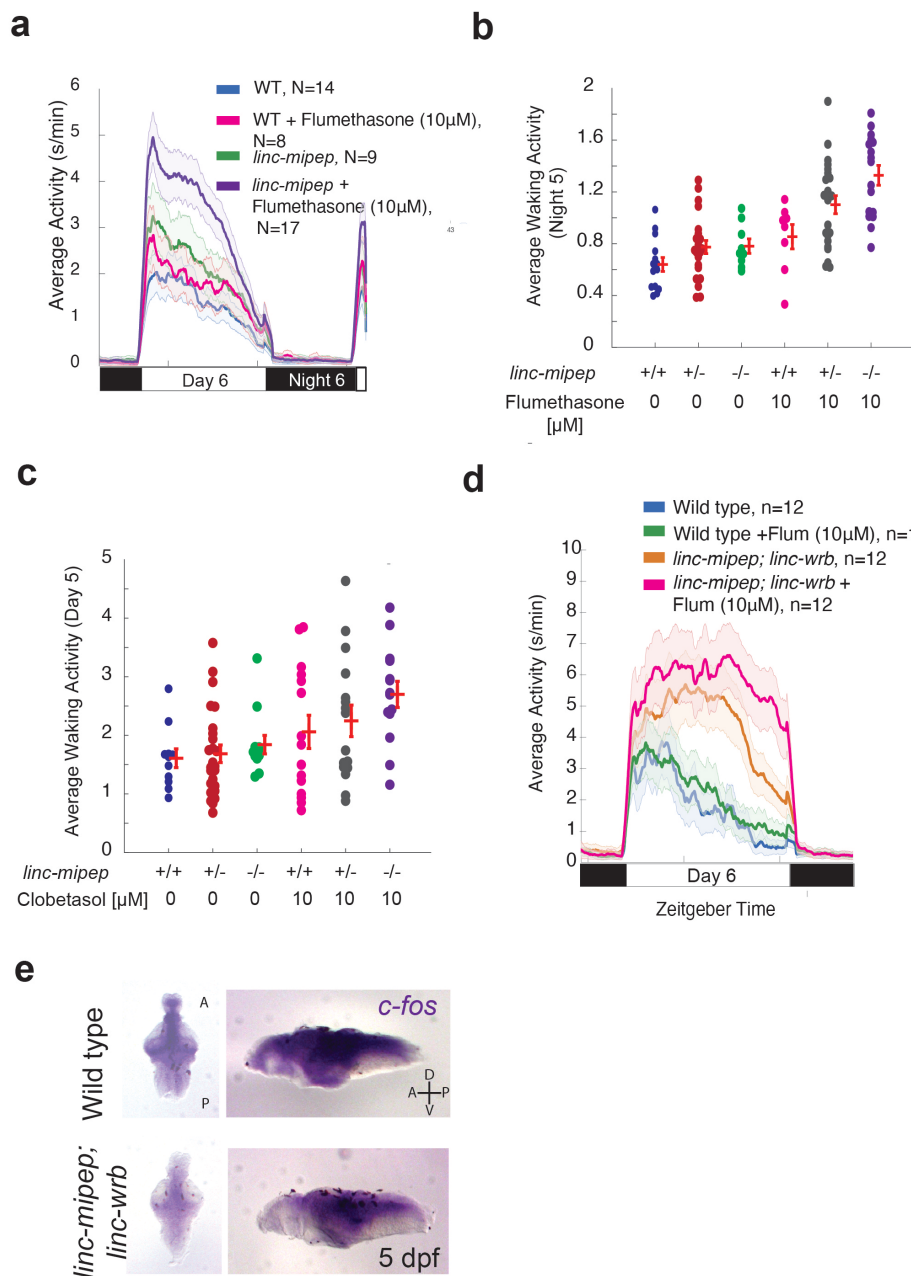 a
Average Activity (s/min)
6
5
4
3
2
1
0
WT, N=14
WT + Flumethasone (10µM),
N=8
linc-mipep, N=9
linc-mipep +
Flumethasone (10µM),
N=17
43
Day 6
Night 6
b
Average Waking Activity
(Night 5)
2
1.6
1.2
0.8
0.4
0
linc-mipep +/+ +/- -/- +/+ +/- -/-
Flumethasone 0 0 0 10 10 10
[µM]
c
Average Waking Activity (Day 5)
5
4
3
2
1
0
linc-mipep +/+ +/- -/- +/+ +/- -/-
Clobetasol [µM] 0 0 0 10 10 10
d
Wild type, n=12
Wild type +Flum (10µM), n=
linc-mipep; linc-wrb, n=12
linc-mipep; linc-wrb +
Flum (10µM), n=12
Average Activity (s/min)
10
9
8
7
6
5
4
3
2
1
0
Day 6
Zeitgeber Time
e
Wild type
A
P
c-fos
D
A P
V
linc-mipep;
linc-wrb
5 dpf